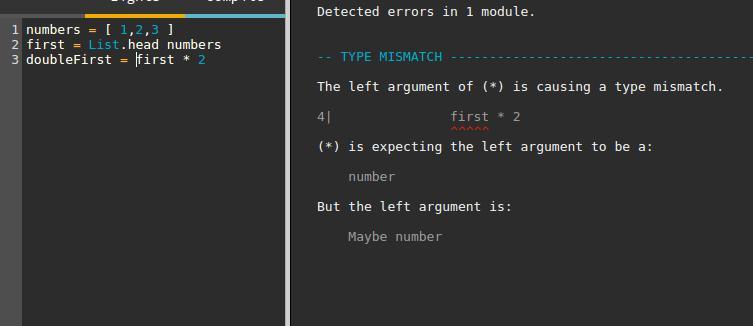 1 numbers = [ 1,2,3 ]
2 first = List.head numbers
3 doubleFirst = first * 2
Detected errors in 1 module.
-- TYPE MISMATCH ---------------------------------------
The left argument of (*) is causing a type mismatch.
4|               first * 2
^^^^^
(*) is expecting the left argument to be a:
number
But the left argument is:
Maybe number